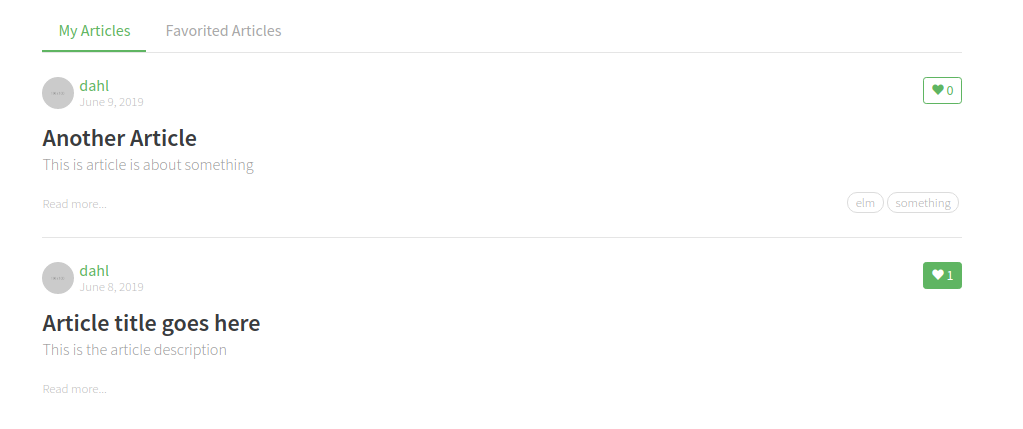 My Articles Favorited Articles
dahl
June 9, 2019
0
Another Article
This is article is about something
Read more...
elm something
dahl
June 8, 2019
1
Article title goes here
This is the article description
Read more...